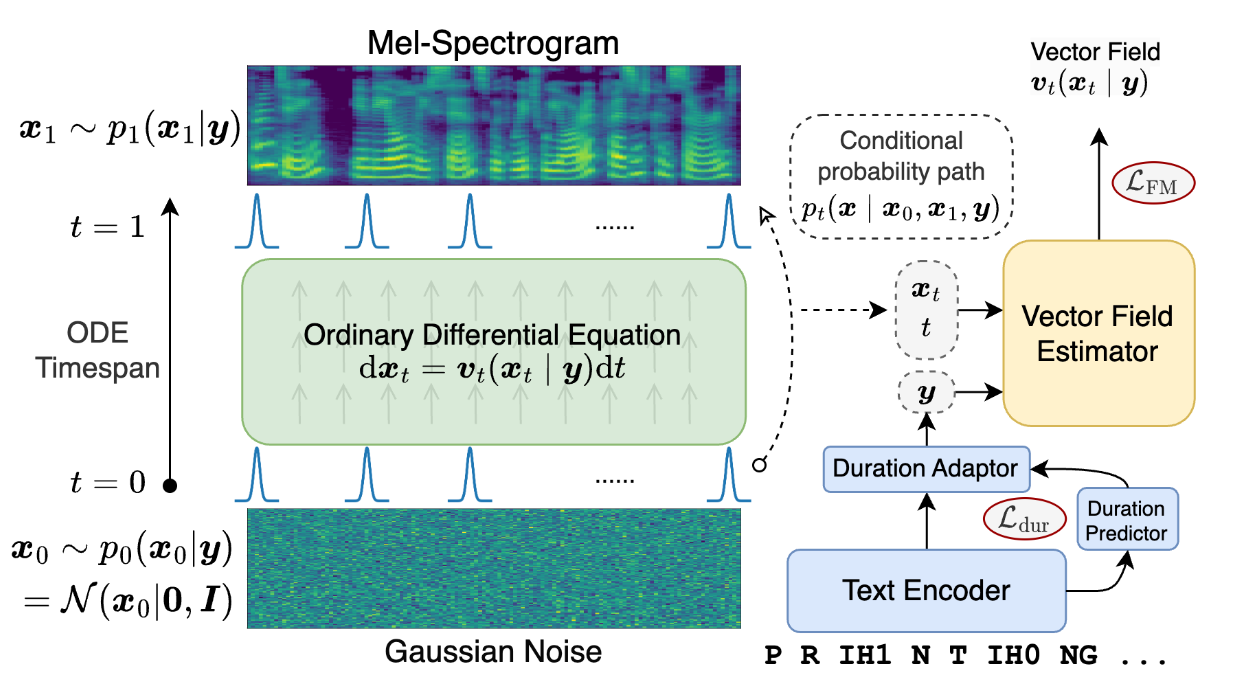 Mel-Spectrogram
𝒙₁ ∼ p₁(𝒙₁|𝒚)
t = 1
ODE
Timespan
t = 0
𝒙₀ ∼ p₀(𝒙₀|𝒚)
= 𝒩(𝒙₀|𝟎, 𝑰)
......
Ordinary Differential Equation
d𝒙ₜ = 𝒗ₜ(𝒙ₜ | 𝒚)dt
......
Gaussian Noise
Vector Field
𝒗ₜ(𝒙ₜ | 𝒚)
Conditional
probability path
pₜ(𝒙 | 𝒙₀, 𝒙₁, 𝒚)
ℒ_FM
𝒙ₜ
t
Vector Field
Estimator
𝒚
Duration Adaptor
ℒ_dur
Duration
Predictor
Text Encoder
P R IH1 N T IH0 NG ...